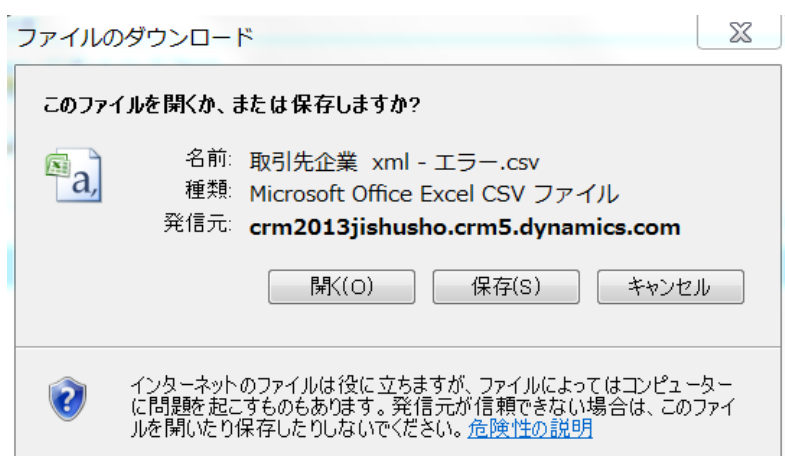 ファイルのダウンロード
このファイルを開くか、または保存しますか?
名前: 取引先企業 xml - エラー.csv
種類: Microsoft Office Excel CSV ファイル
発信元: crm2013jishusho.crm5.dynamics.com
開く(O) 保存(S) キャンセル
インターネットのファイルは役に立ちますが、ファイルによってはコンピューター
に問題を起こすものもあります。発信元が信頼できない場合は、このファイ
ルを開いたり保存したりしないでください。危険性の説明